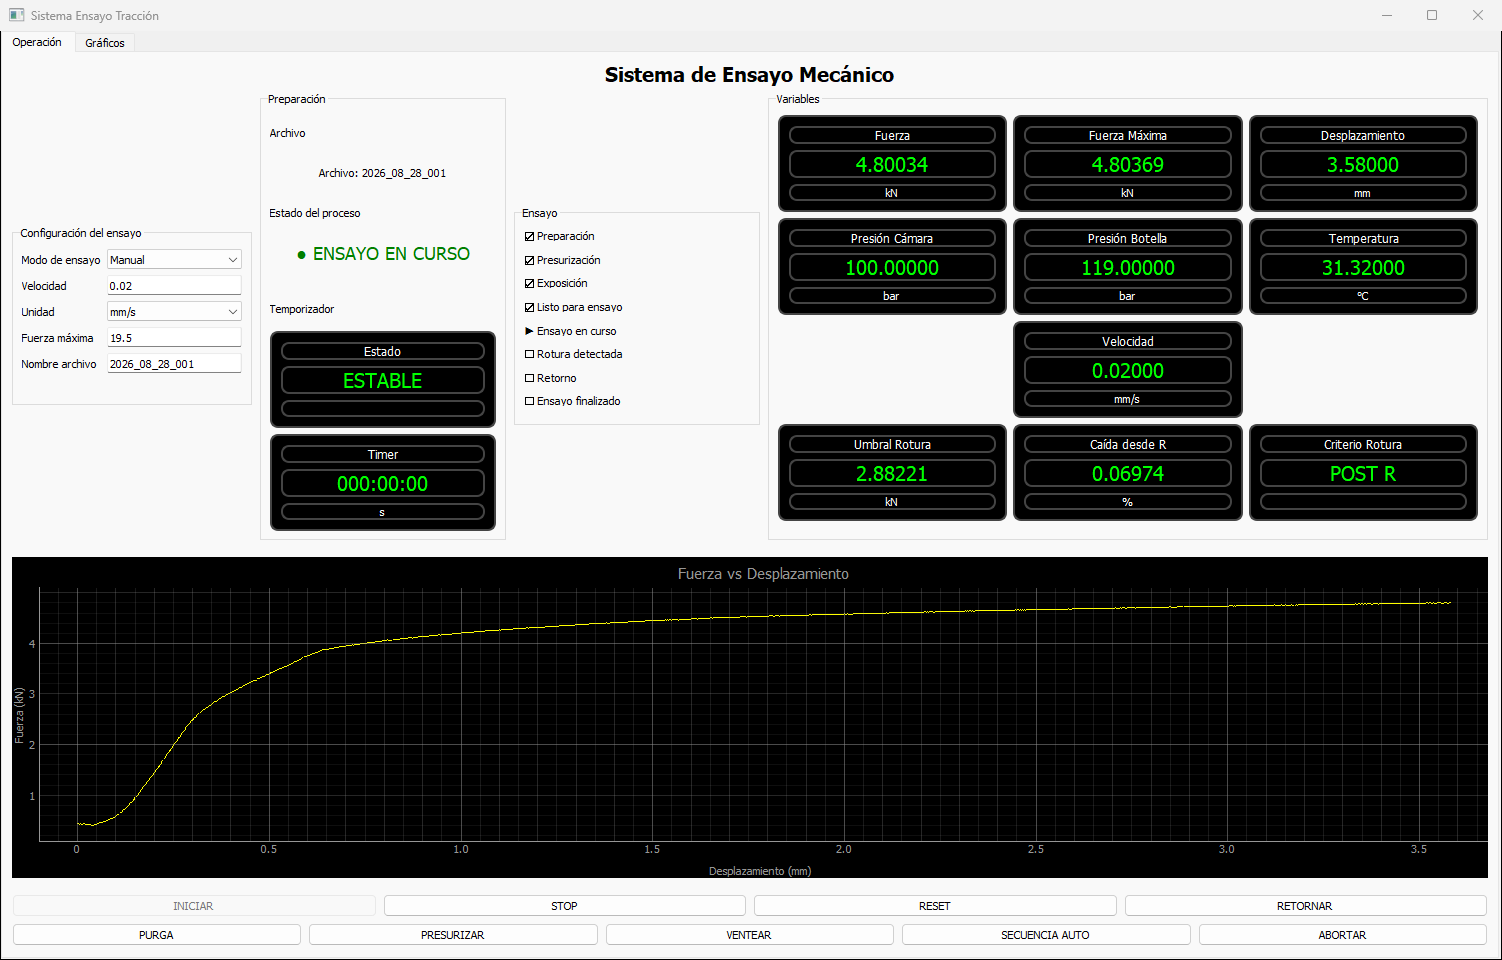 Sistema Ensayo Tracción
Operación
Gráficos
Sistema de Ensayo Mecánico
Configuración del ensayo
Modo de ensayo
Manual
Velocidad
0.02
Unidad
mm/s
Fuerza máxima
19.5
Nombre archivo
2026_08_28_001
Preparación
Archivo
Archivo: 2026_08_28_001
Estado del proceso
● ENSAYO EN CURSO
Temporizador
Estado
ESTABLE
Timer
000:00:00
s
Ensayo
Preparación
Presurización
Exposición
Listo para ensayo
Ensayo en curso
Rotura detectada
Retorno
Ensayo finalizado
Variables
Fuerza
4.80034
kN
Fuerza Máxima
4.80369
kN
Desplazamiento
3.58000
mm
Presión Cámara
100.00000
bar
Presión Botella
119.00000
bar
Temperatura
31.32000
°C
Velocidad
0.02000
mm/s
Umbral Rotura
2.88221
kN
Caída desde R
0.06974
%
Criterio Rotura
POST R
Fuerza vs Desplazamiento
Fuerza (kN)
4
3
2
1
0
0.5
1.0
1.5
2.0
2.5
3.0
3.5
Desplazamiento (mm)
INICIAR
STOP
RESET
RETORNAR
PURGA
PRESURIZAR
VENTEAR
SECUENCIA AUTO
ABORTAR